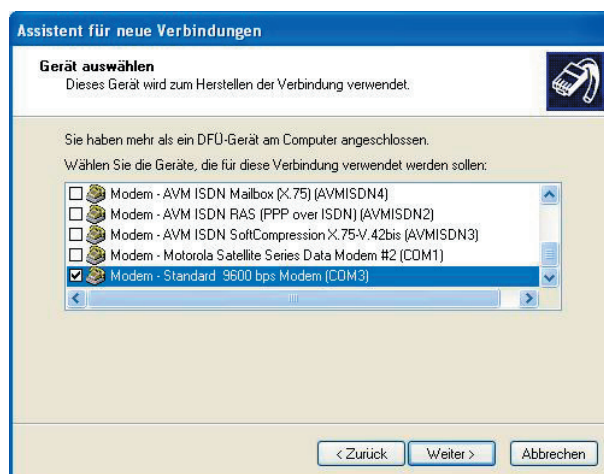 Assistent für neue Verbindungen
Gerät auswählen
Dieses Gerät wird zum Herstellen der Verbindung verwendet.
Sie haben mehr als ein DFÜ-Gerät am Computer angeschlossen.
Wählen Sie die Geräte, die für diese Verbindung verwendet werden sollen:
Modem - AVM ISDN Mailbox (X.75) (AVMISDN4)
Modem - AVM ISDN RAS (PPP over ISDN) (AVMISDN2)
Modem - AVM ISDN SoftCompression X.75-V.42bis (AVMISDN3)
Modem - Motorola Satellite Series Data Modem #2 (COM1)
Modem - Standard 9600 bps Modem (COM3)
< Zurück Weiter > Abbrechen